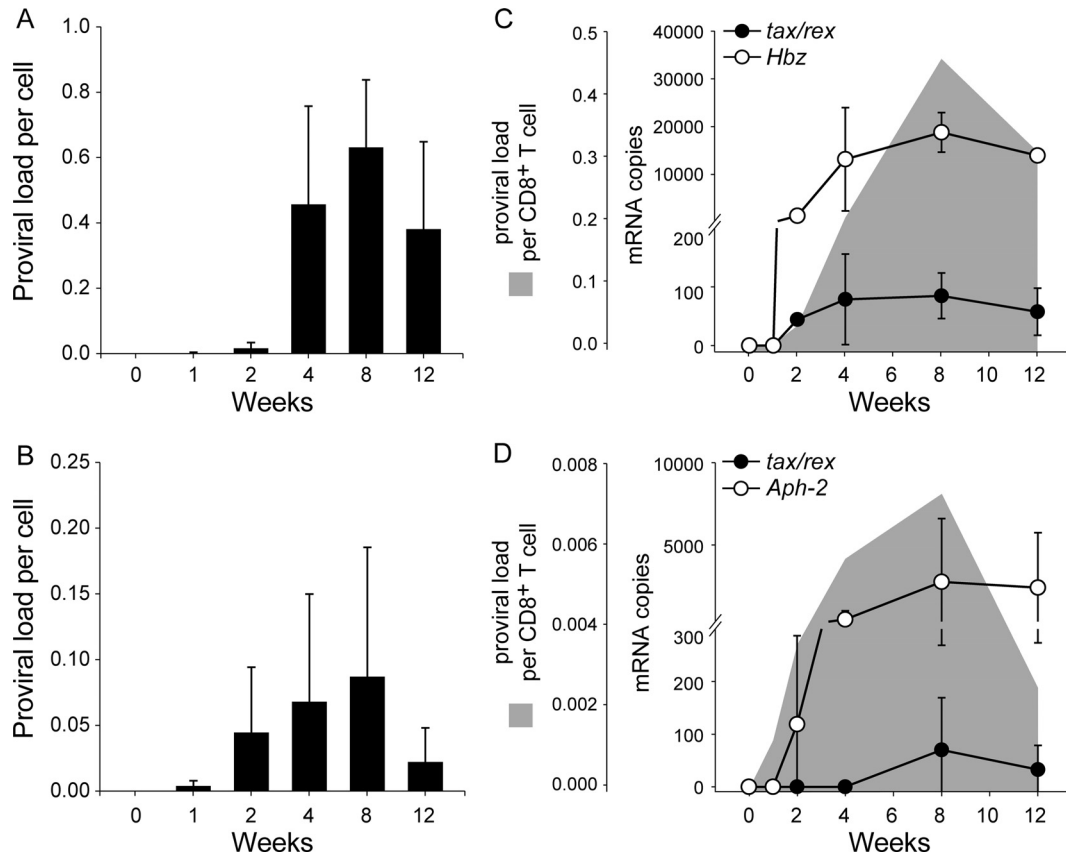 A
Proviral load per cell
1.0
0.8
0.6
0.4
0.2
0.0
0 1 2 4 8 12
Weeks
C
proviral load
per CD8+ T cell
0.5
0.4
0.3
0.2
0.1
0.0
mRNA copies
40000
30000
20000
10000
200
100
0
tax/rex
Hbz
0 2 4 6 8 10 12
Weeks
B
Proviral load per cell
0.25
0.20
0.15
0.10
0.05
0.00
0 1 2 4 8 12
Weeks
D
proviral load
per CD8+ T cell
0.008
0.006
0.004
0.002
0.000
mRNA copies
10000
5000
300
200
100
0
tax/rex
Aph-2
0 2 4 6 8 10 12
Weeks